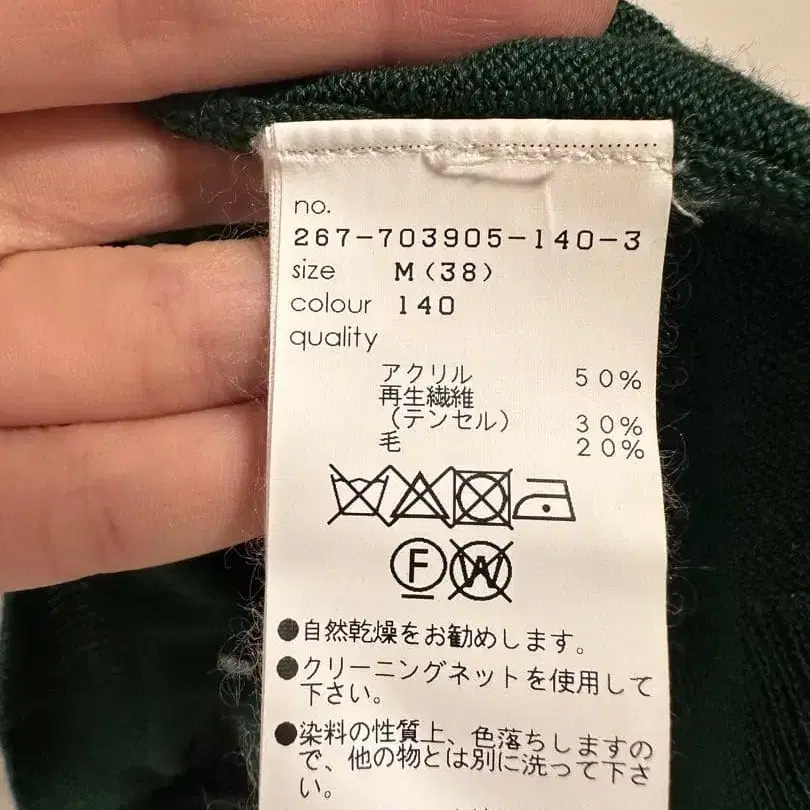 no.
267-703905-140-3
size M(38)
colour 140
quality
アクリル 50%
再生繊維
(テンセル) 30%
毛 20%
F W
●自然乾燥をお勧めします。
●クリーニングネットを使用して
下さい。
●染料の性質上、色落ちしますの
で、他の物とは別に洗って下さ
い。